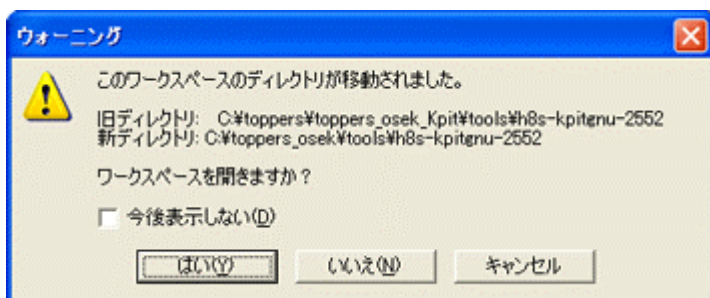 ウォーニング
このワークスペースのディレクトリが移動されました。
旧ディレクトリ: C:¥toppers¥toppers_osek_Kpit¥tools¥h8s-kpitgnu-2552
新ディレクトリ: C:¥toppers_osek¥tools¥h8s-kpitgnu-2552
ワークスペースを開きますか？
今後表示しない(D)
はい(Y) いいえ(N) キャンセル